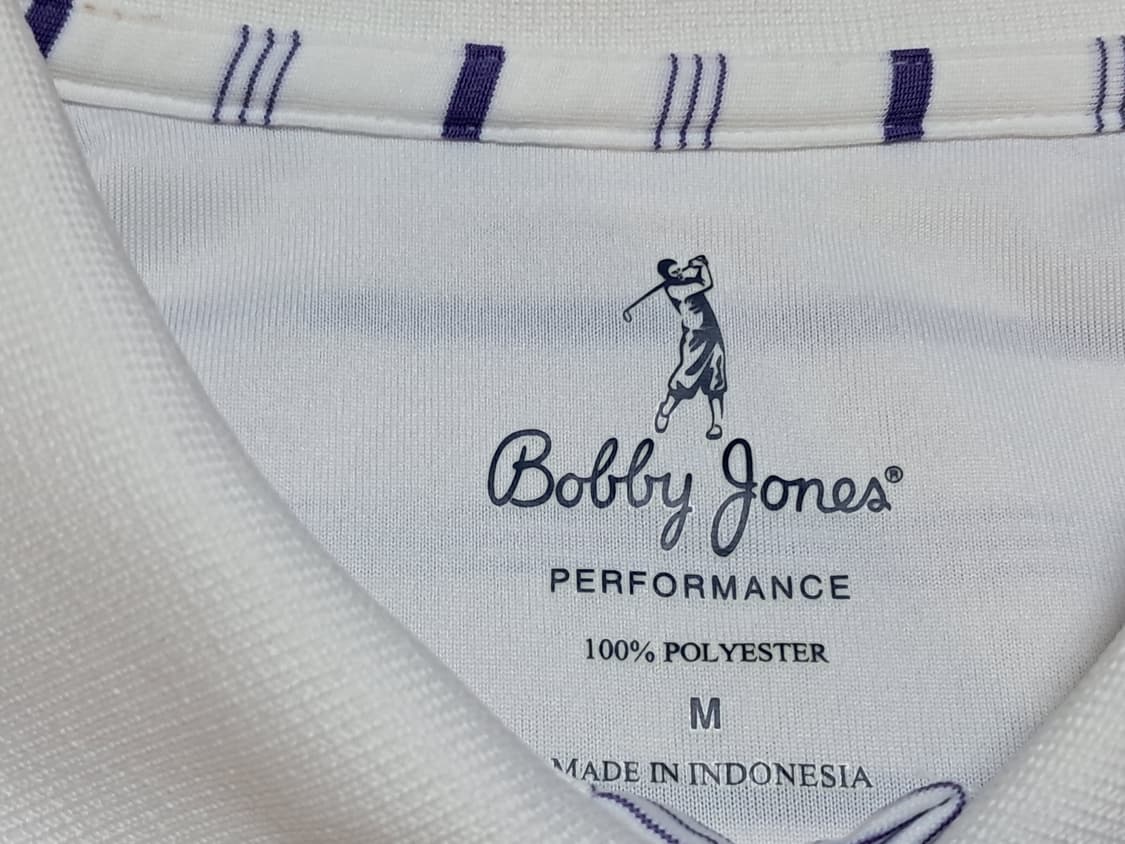 Bobby Jones®
PERFORMANCE
100% POLYESTER
M
MADE IN INDONESIA